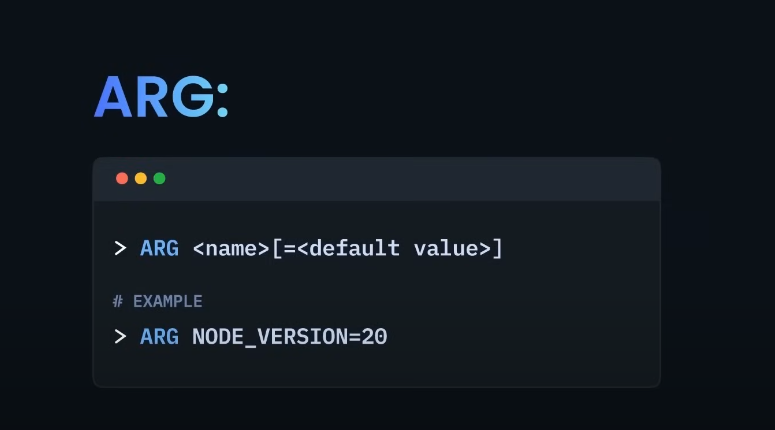 ARG:
> ARG <name>[=<default value>]
# EXAMPLE
> ARG NODE_VERSION=20